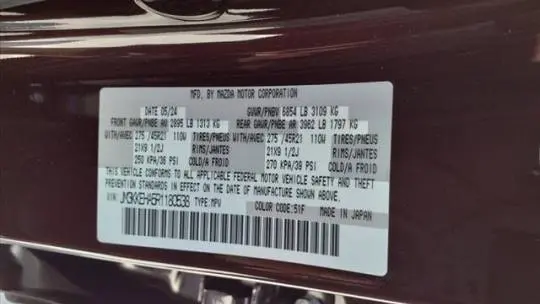 MFD. BY MAZDA MOTOR CORPORATION
DATE 05/24 GVWR/PNBV 6854 LB 3109 KG
FRONT GAWR/PNBE AV 2895 LB 1313 KG REAR GAWR/PNBE AR 3962 LB 1797 KG
WITH/AVEC 275 /45R21 110W TIRES/PNEUS WITH/AVEC 275 /45R21 110W TIRES/PNEUS
21X9 1/2J RIMS/JANTES 21X9 1/2J RIMS/JANTES
250 KPA/36 PSI COLD/A FROID 270 KPA/39 PSI COLD/A FROID
THIS VEHICLE CONFORMS TO ALL APPLICABLE FEDERAL MOTOR VEHICLE SAFETY AND THEFT
PREVENTION STANDARDS IN EFFECT ON THE DATE OF MANUFACTURE SHOWN ABOVE.
TYPE:MPV COLOR CODE:51F MADE IN JAPAN